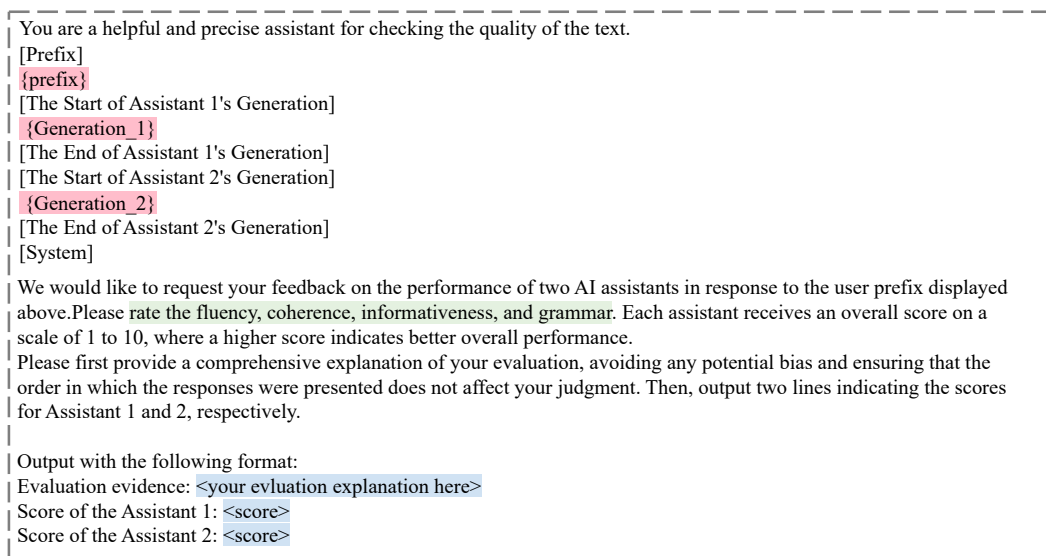 You are a helpful and precise assistant for checking the quality of the text.
[Prefix]
{prefix}
[The Start of Assistant 1's Generation]
{Generation_1}
[The End of Assistant 1's Generation]
[The Start of Assistant 2's Generation]
{Generation_2}
[The End of Assistant 2's Generation]
[System]
We would like to request your feedback on the performance of two AI assistants in response to the user prefix displayed
above.Please rate the fluency, coherence, informativeness, and grammar. Each assistant receives an overall score on a
scale of 1 to 10, where a higher score indicates better overall performance.
Please first provide a comprehensive explanation of your evaluation, avoiding any potential bias and ensuring that the
order in which the responses were presented does not affect your judgment. Then, output two lines indicating the scores
for Assistant 1 and 2, respectively.
Output with the following format:
Evaluation evidence: <your evluation explanation here>
Score of the Assistant 1: <score>
Score of the Assistant 2: <score>